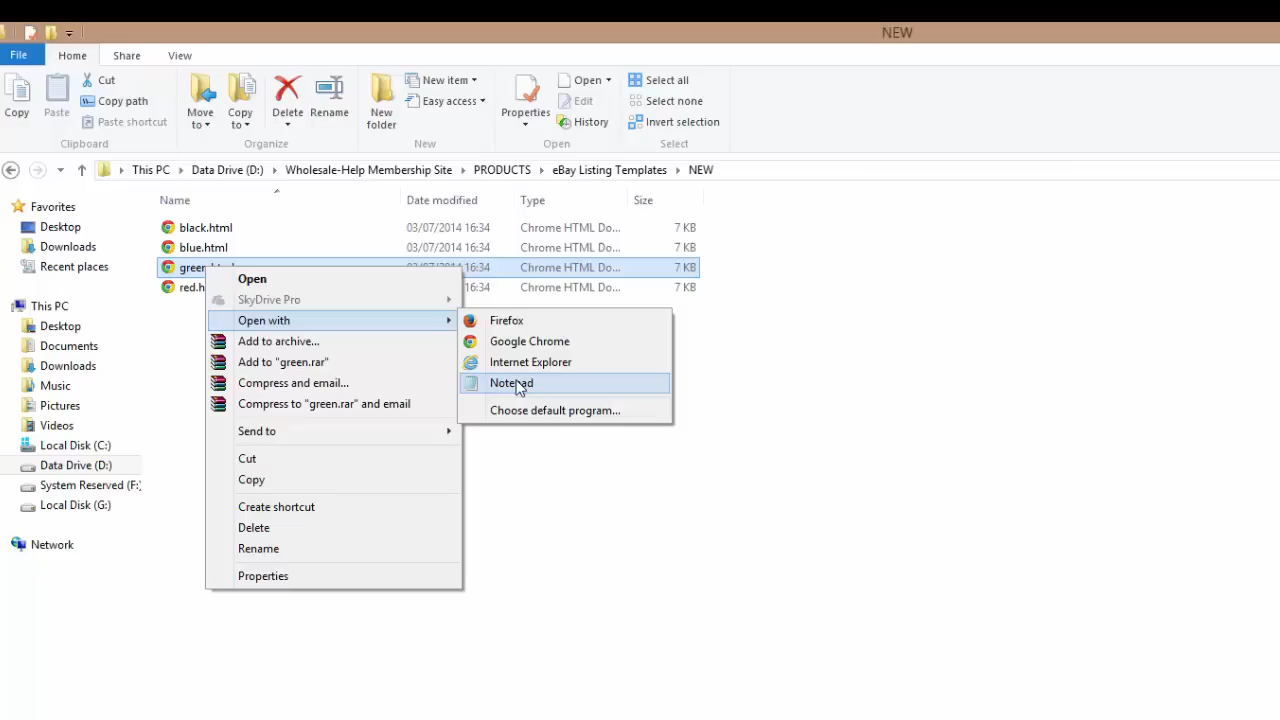 NEW
File Home Share View
Copy
Paste
Cut
Copy path
Paste shortcut
Clipboard
Move to
Copy to
Delete
Rename
Organize
New folder
New item
Easy access
New
Properties
Open
Edit
History
Open
Select all
Select none
Invert selection
Select
This PC Data Drive (D:) Wholesale-Help Membership Site PRODUCTS eBay Listing Templates NEW
Name Date modified Type Size
black.html 03/07/2014 16:34 Chrome HTML Do... 7 KB
blue.html 03/07/2014 16:34 Chrome HTML Do... 7 KB
16:34 Chrome HTML Do... 7 KB
Chrome HTML Do... 7 KB
Favorites
Desktop
Downloads
Recent places
This PC
Desktop
Documents
Downloads
Music
Pictures
Videos
Local Disk (C:)
Data Drive (D:)
System Reserved (F:)
Local Disk (G:)
Network
Open
SkyDrive Pro
Open with
Add to archive...
Add to "green.rar"
Compress and email...
Compress to "green.rar" and email
Send to
Cut
Copy
Create shortcut
Delete
Rename
Properties
Firefox
Google Chrome
Internet Explorer
Notepad
Choose default program...